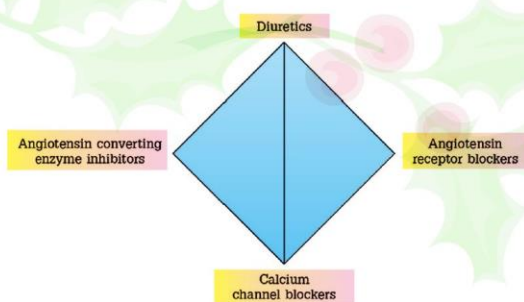 Diuretics
Angiotensin converting
enzyme inhibitors
Angiotensin
receptor blockers
Calcium
channel blockers